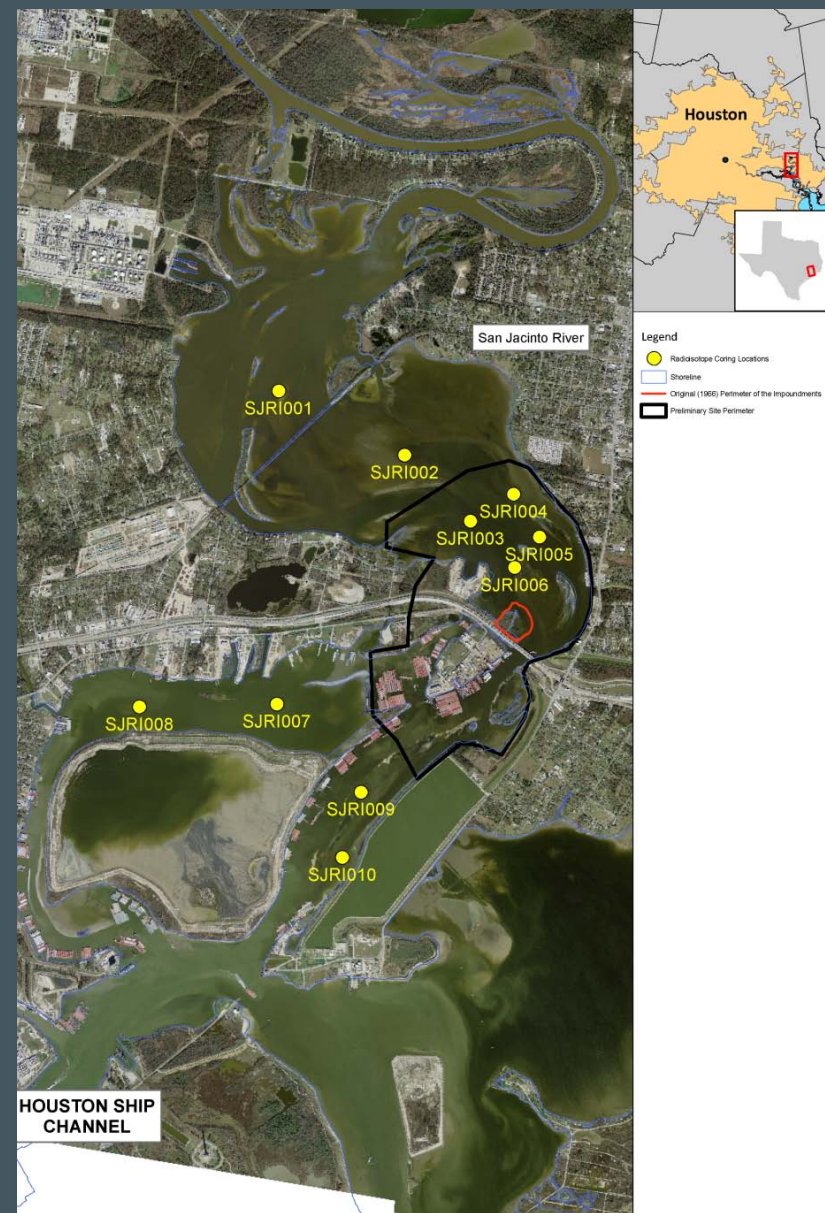 Houston
San Jacinto River
SJRI001
SJRI002
SJRI004
SJRI003
SJRI005
SJRI006
SJRI008
SJRI007
SJRI009
SJRI010
HOUSTON SHIP
CHANNEL
Legend
Radioisotope Coring Locations
Shoreline
Original (1966) Perimeter of the Impoundments
Preliminary Site Perimeter